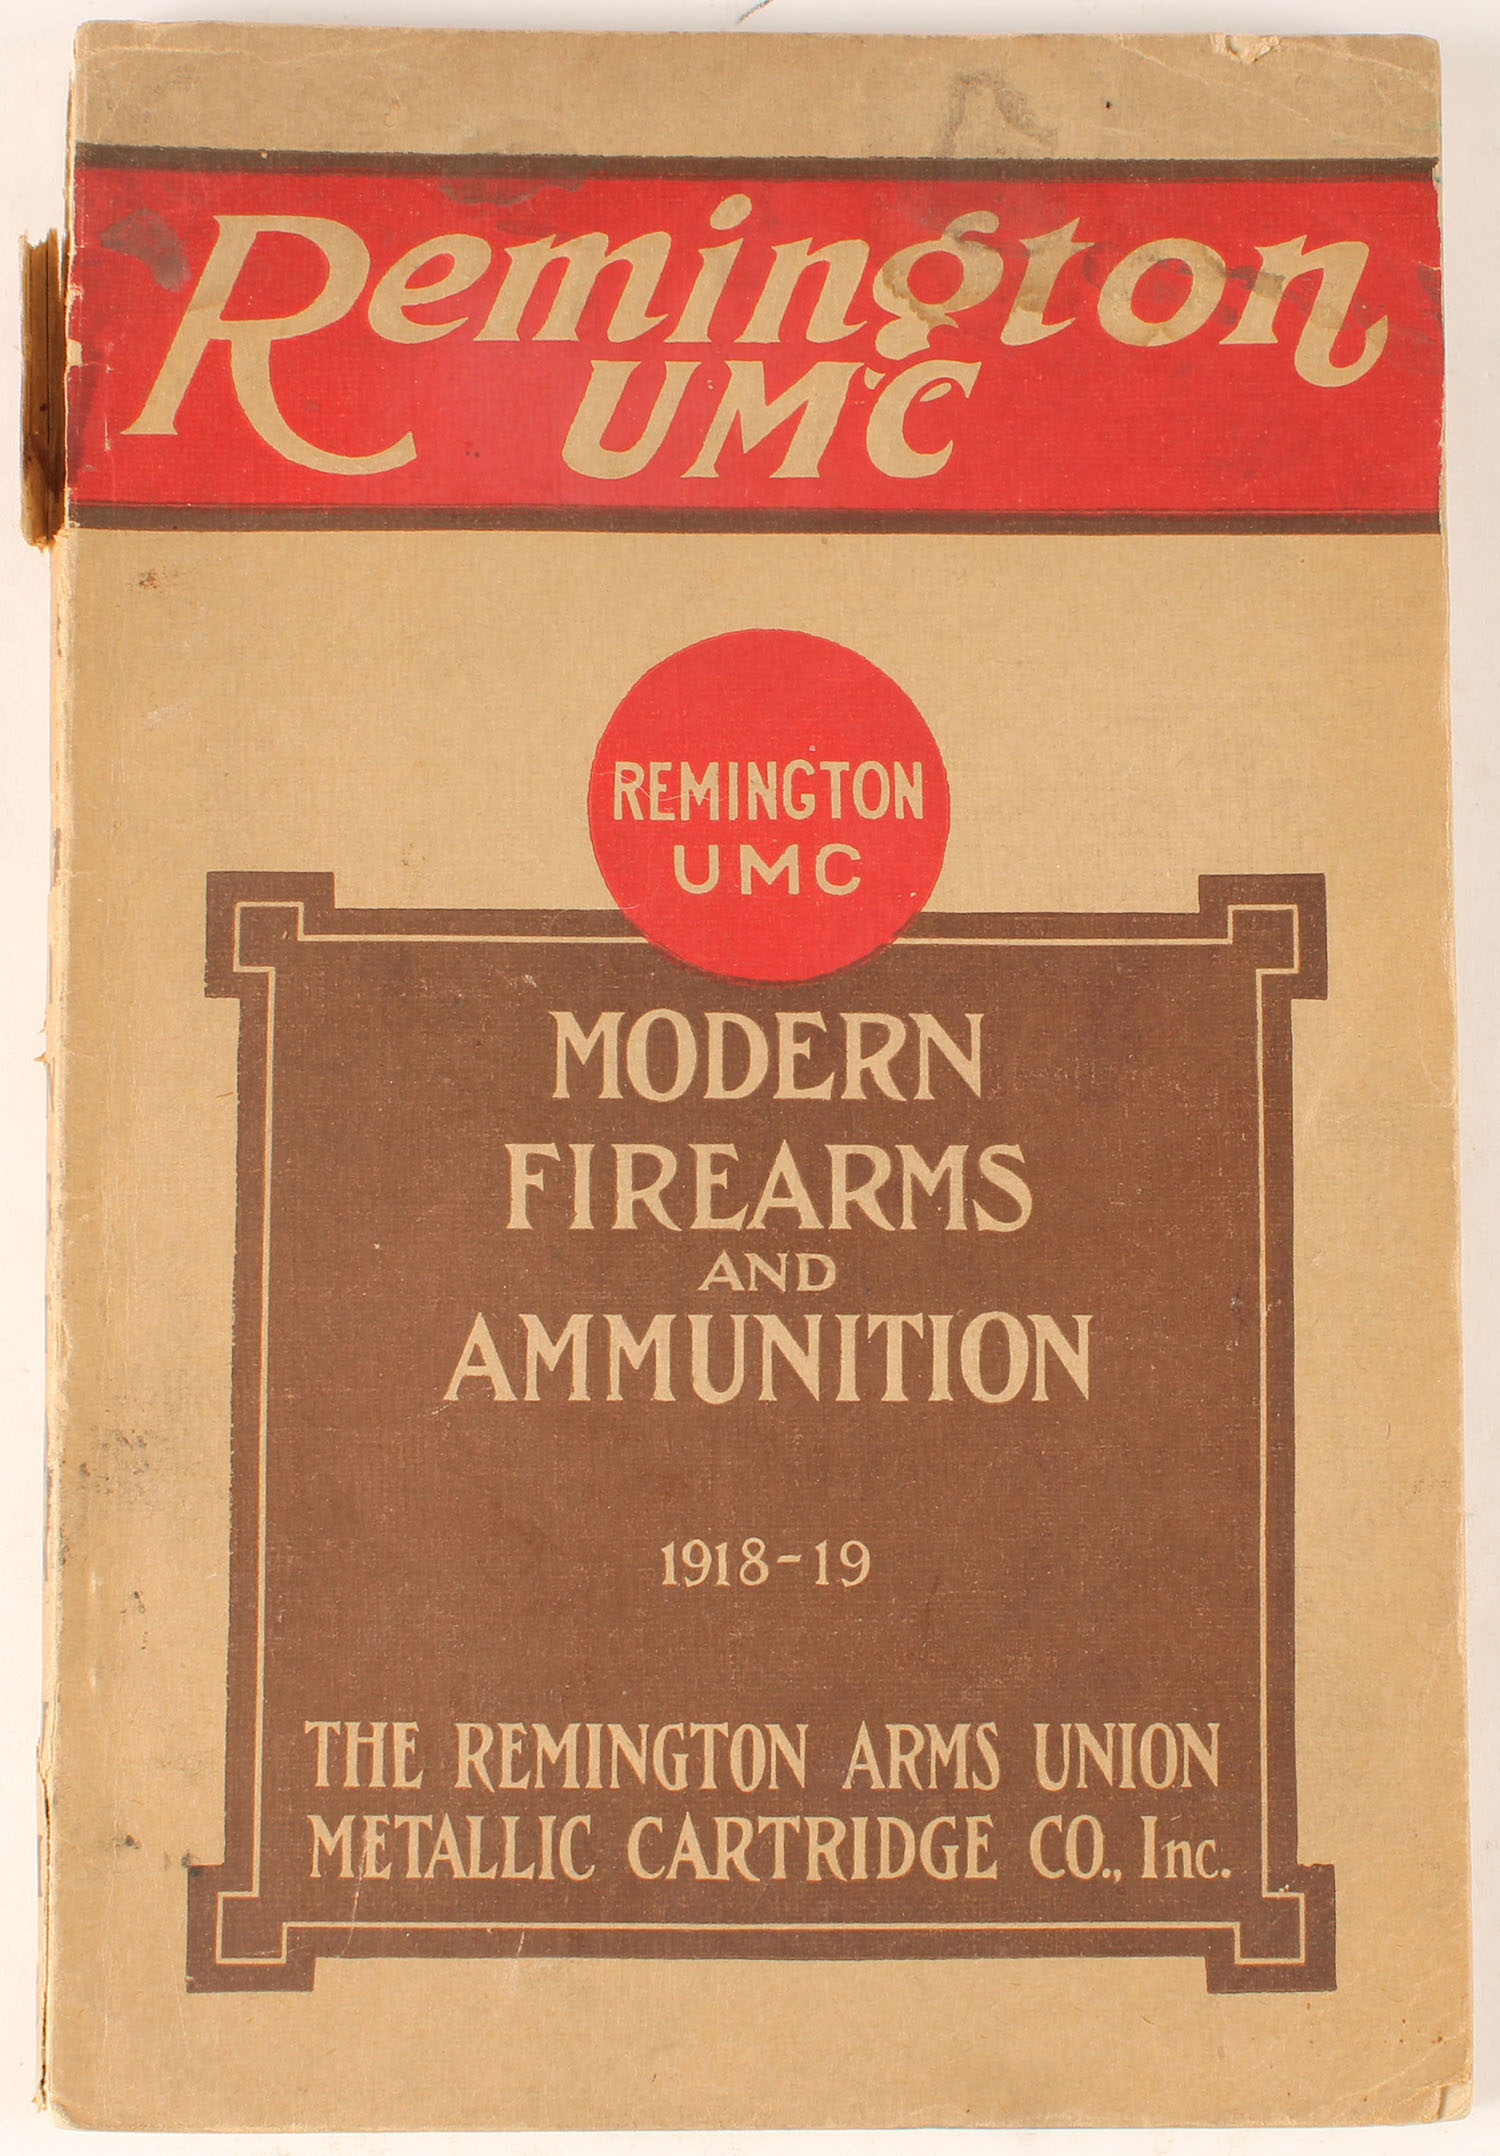 Remington
UMC
REMINGTON
UMC
MODERN
FIREARMS
AND
AMMUNITION
1918-19
THE REMINGTON ARMS UNION
METALLIC CARTRIDGE CO., Inc.